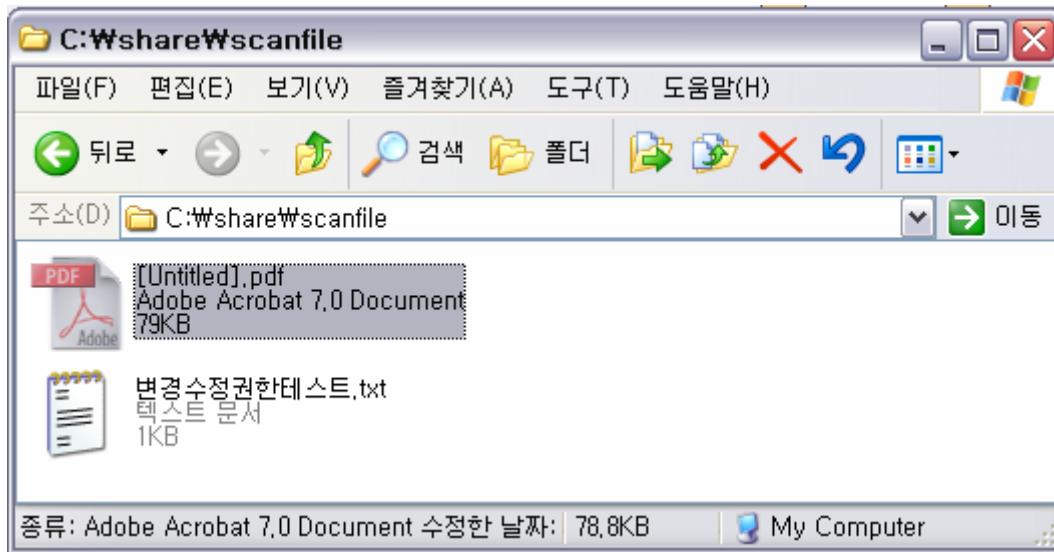 C:₩share₩scanfile
파일(F) 편집(E) 보기(V) 즐겨찾기(A) 도구(T) 도움말(H)
뒤로 검색 폴더
주소(D) C:₩share₩scanfile 이동
PDF
Adobe
[Untitled].pdf
Adobe Acrobat 7.0 Document
79KB
변경수정권한테스트.txt
텍스트 문서
1KB
종류: Adobe Acrobat 7.0 Document 수정한 날짜: 78.8KB My Computer